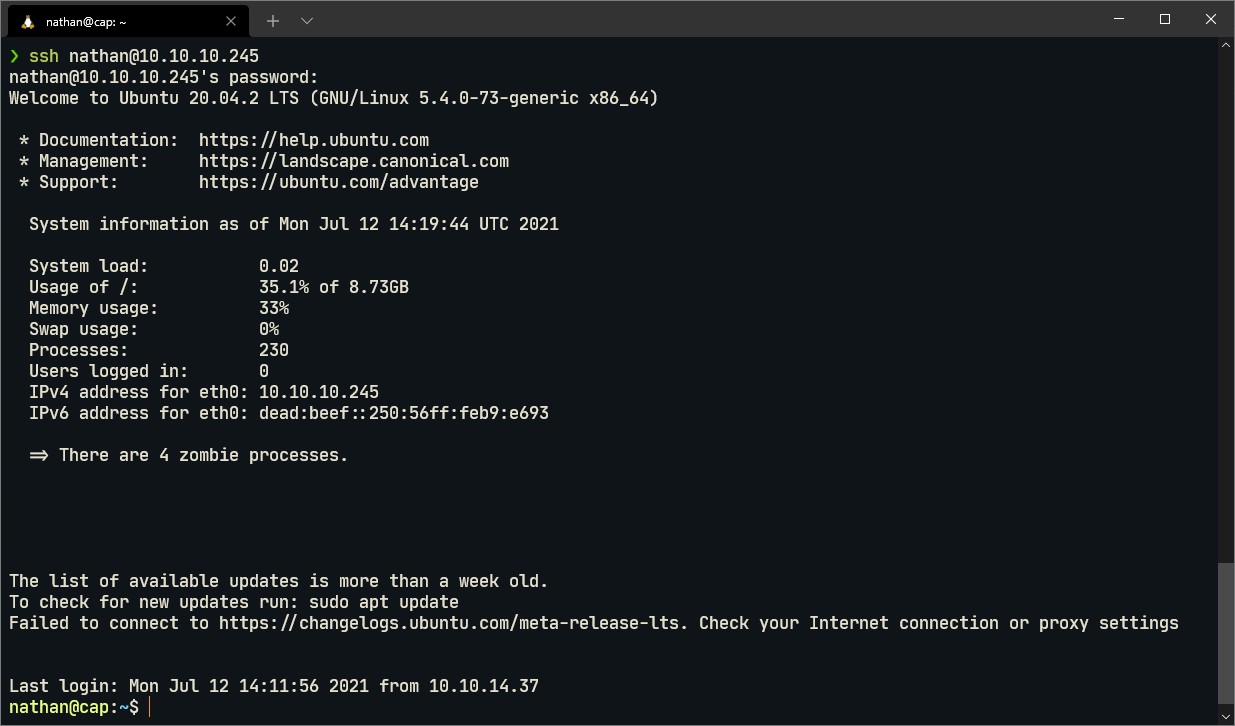 nathan@cap: ~
❯ ssh nathan@10.10.10.245
nathan@10.10.10.245's password:
Welcome to Ubuntu 20.04.2 LTS (GNU/Linux 5.4.0-73-generic x86_64)
* Documentation:  https://help.ubuntu.com
* Management:     https://landscape.canonical.com
* Support:        https://ubuntu.com/advantage
System information as of Mon Jul 12 14:19:44 UTC 2021
System load:           0.02
Usage of /:            35.1% of 8.73GB
Memory usage:          33%
Swap usage:            0%
Processes:             230
Users logged in:       0
IPv4 address for eth0: 10.10.10.245
IPv6 address for eth0: dead:beef::250:56ff:feb9:e693
=> There are 4 zombie processes.
The list of available updates is more than a week old.
To check for new updates run: sudo apt update
Failed to connect to https://changelogs.ubuntu.com/meta-release-lts. Check your Internet connection or proxy settings
Last login: Mon Jul 12 14:11:56 2021 from 10.10.14.37
nathan@cap:~$